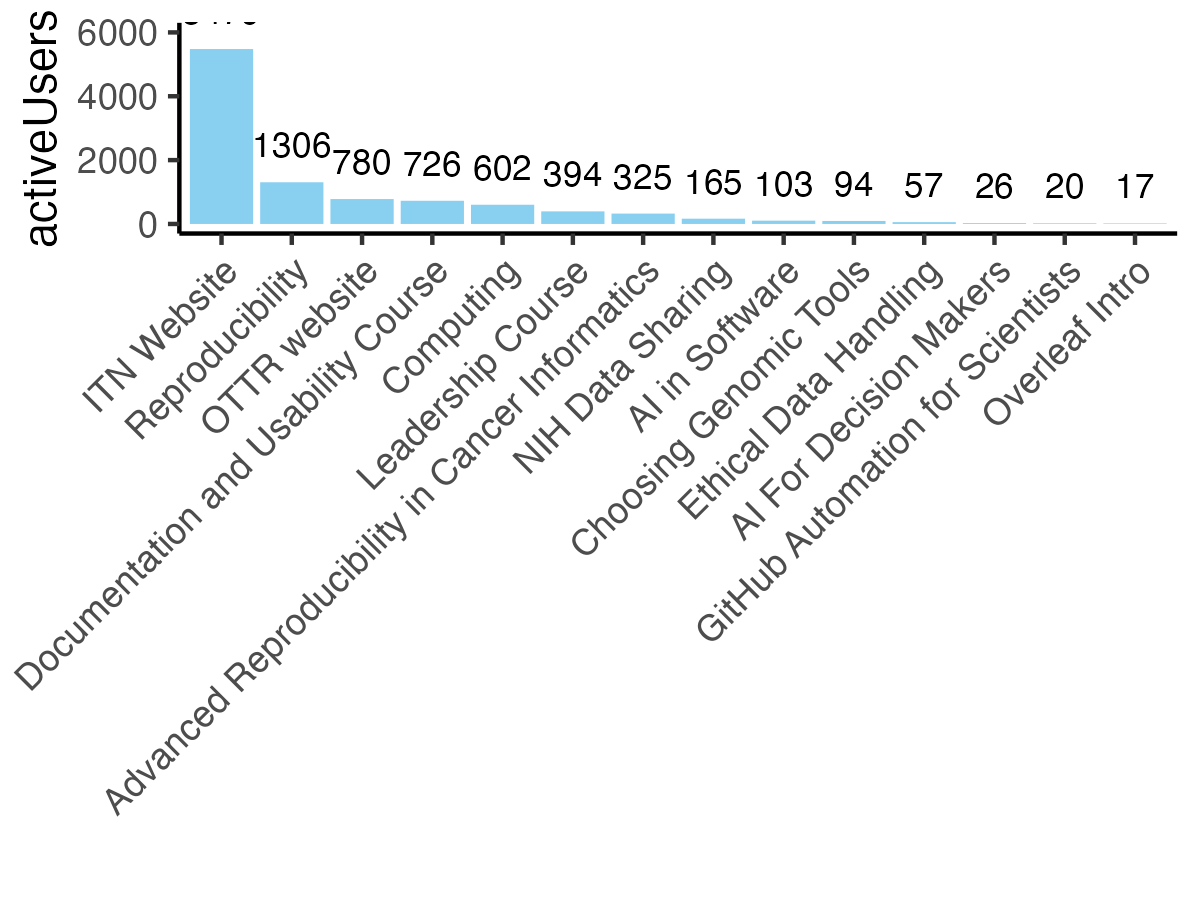 activeUsers
6000
4000
2000
0
1306
780
726
602
394
325
165
103
94
57
26
20
17
ITN Website
Reproducibility
OTTR website
Documentation and Usability Course
Computing
Leadership Course
Advanced Reproducibility in Cancer Informatics
NIH Data Sharing
AI in Software
Choosing Genomic Tools
Ethical Data Handling
AI For Decision Makers
GitHub Automation for Scientists
Overleaf Intro